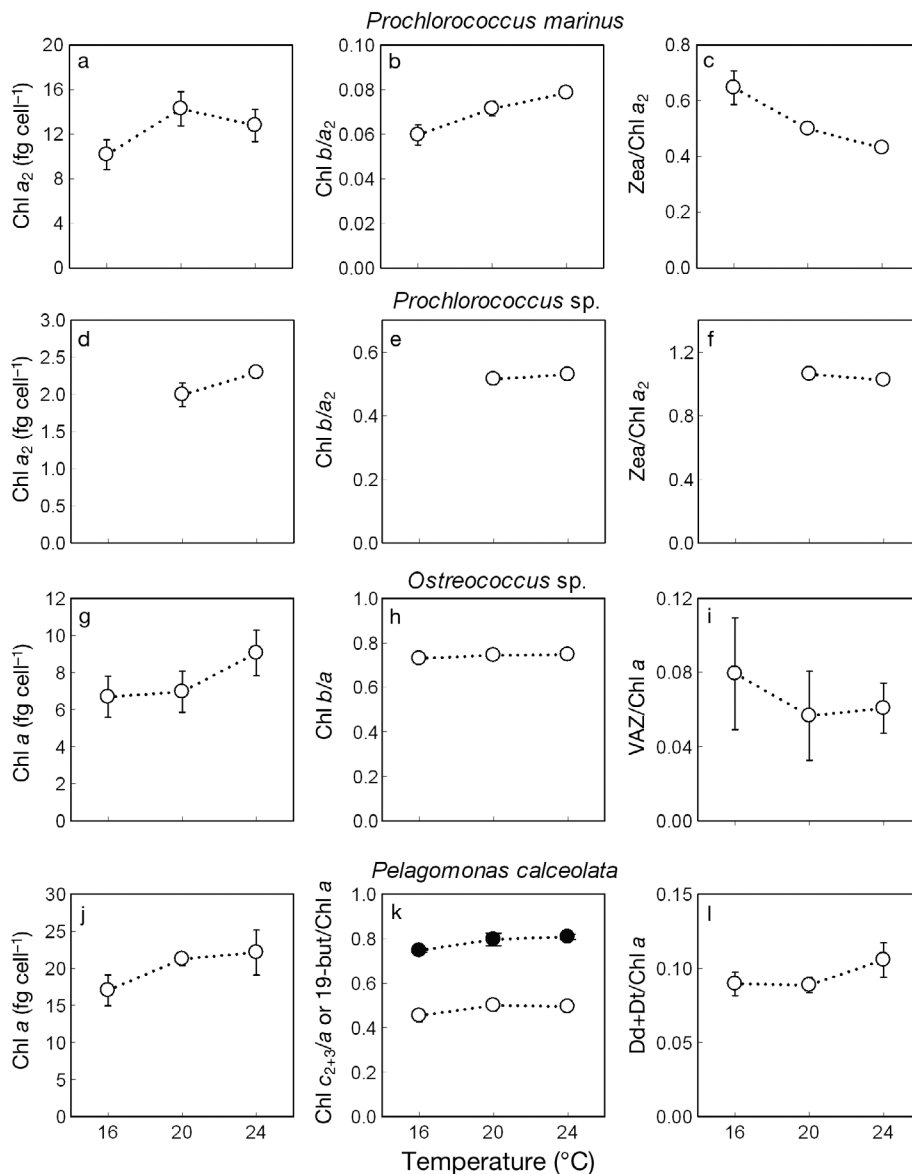 Prochlorococcus marinus
a
Chl a₂ (fg cell⁻¹)
20
16
12
8
4
0
b
Chl b/a₂
0.10
0.08
0.06
0.04
0.02
0.00
c
Zea/Chl a₂
0.8
0.6
0.4
0.2
0.0
Prochlorococcus sp.
d
Chl a₂ (fg cell⁻¹)
3.0
2.5
2.0
1.5
1.0
0.5
0.0
16 20 24
e
Chl b/a₂
0.6
0.4
0.2
0.0
16 20 24
f
Zea/Chl a₂
1.2
0.8
0.4
0.0
16 20 24
Ostreococcus sp.
g
Chl a (fg cell⁻¹)
12
10
8
6
4
2
0
h
Chl b/a
1.0
0.8
0.6
0.4
0.2
0.0
i
VAZ/Chl a
0.12
0.08
0.04
0.00
Pelagomonas calceolata
j
Chl a (fg cell⁻¹)
30
25
20
15
10
5
0
16 20 24
k
Chl c₂₊₃/a or 19-but/Chl a
1.0
0.8
0.6
0.4
0.2
0.0
16 20 24
l
Dd+Dt/Chl a
0.15
0.10
0.05
0.00
16 20 24
Temperature (°C)